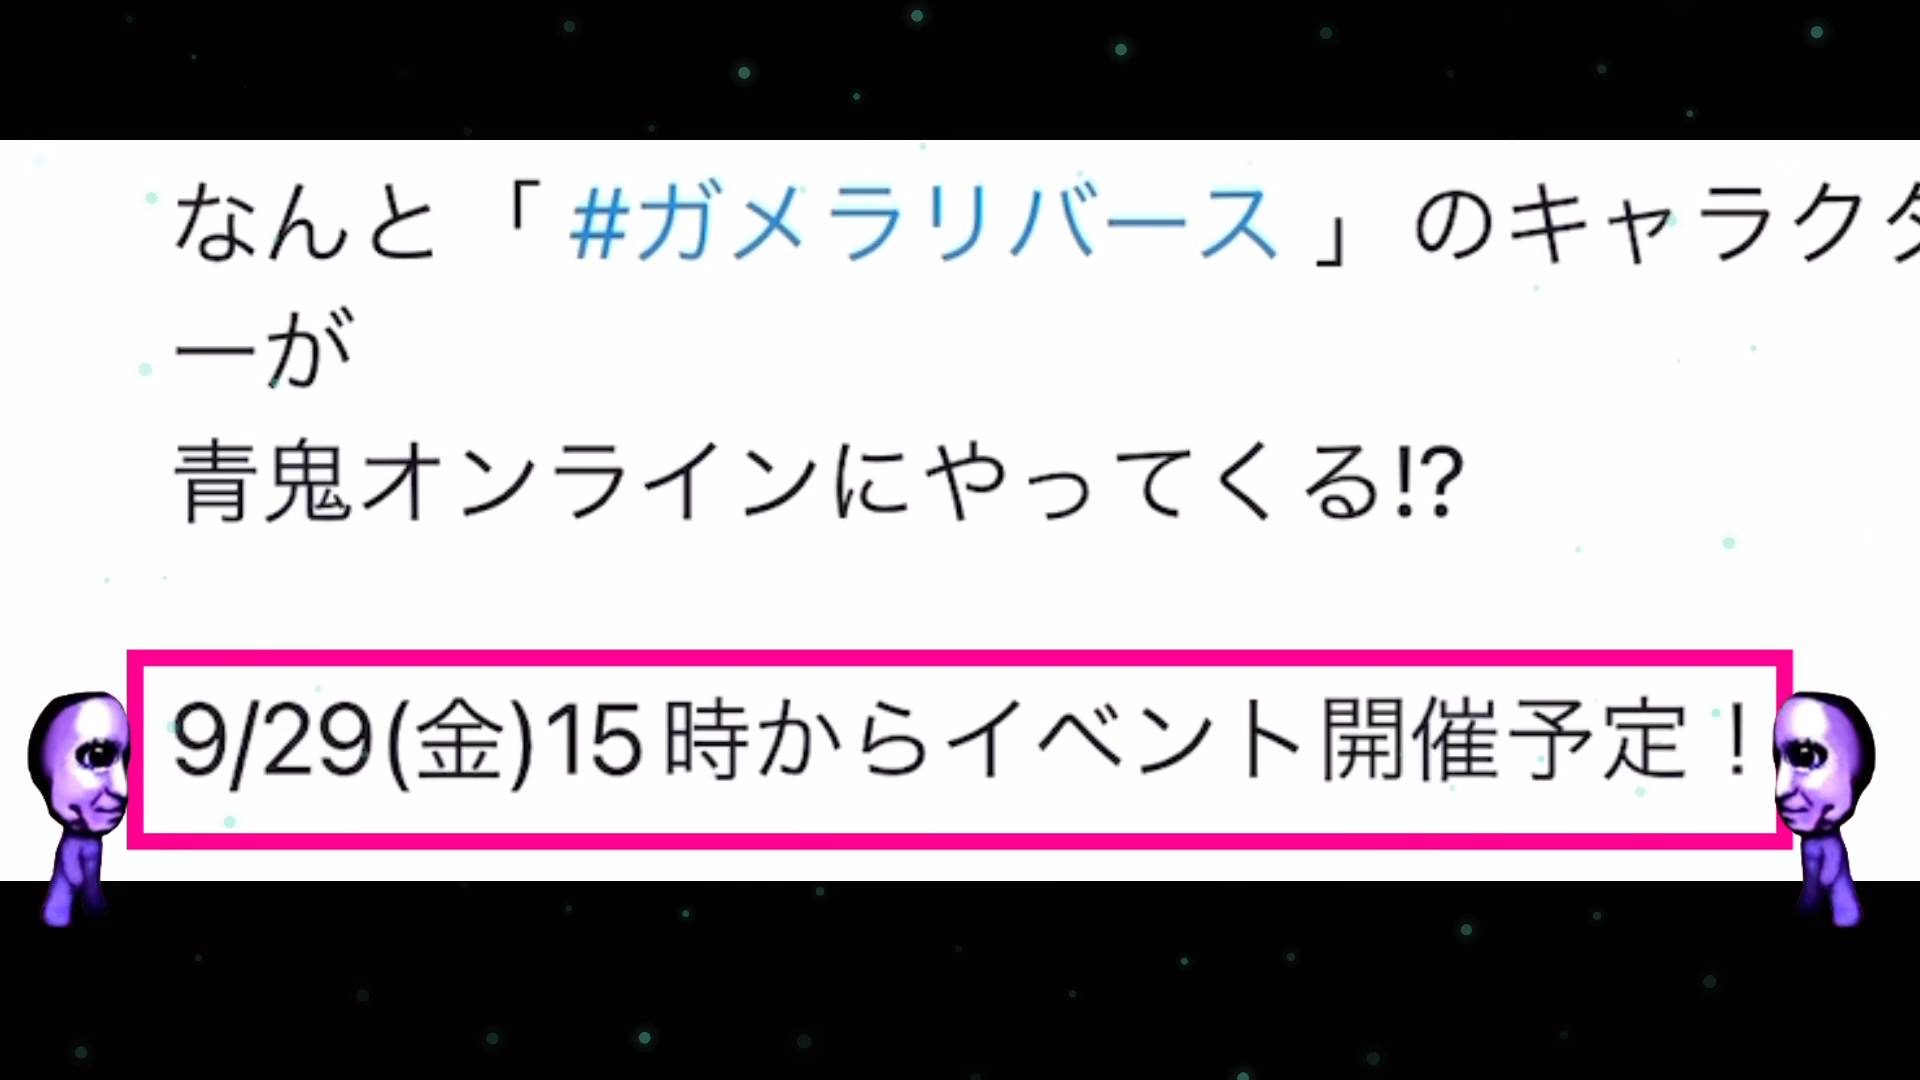 なんと「 #ガメラリバース 」のキャラクタ
ーが
青鬼オンラインにやってくる!?
9/29(金)15時からイベント開催予定！